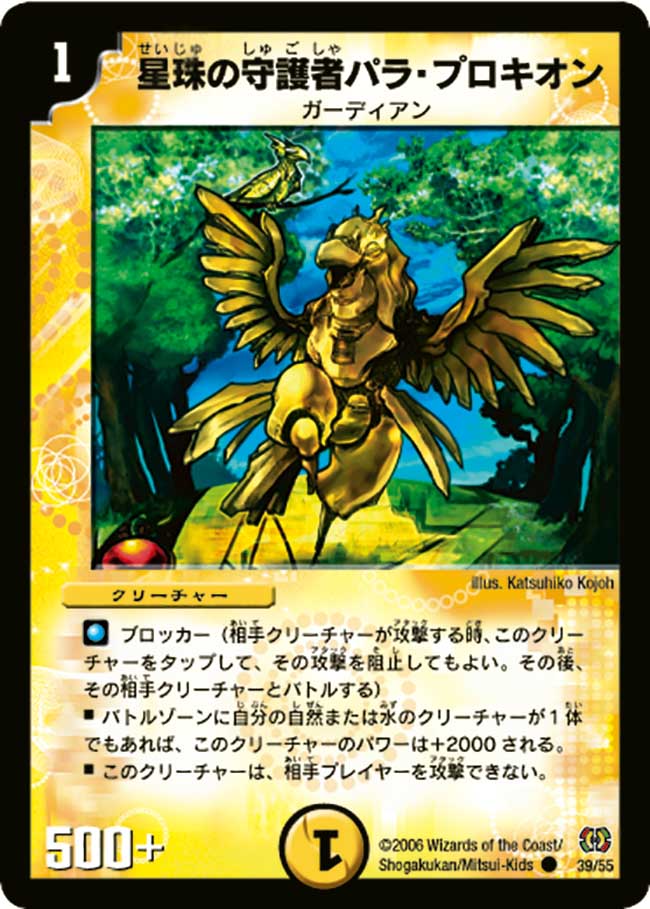 1
せいじゅ しゅごしゃ
星珠の守護者パラ・プロキオン
ガーディアン
illus. Katsuhiko Kojoh
クリーチャー
ブロッカー（相手クリーチャーが攻撃する時、このクリー
チャーをタップして、その攻撃を阻止してもよい。その後、
その相手クリーチャーとバトルする）
■ バトルゾーンに自分の自然または水のクリーチャーが1体
でもあれば、このクリーチャーのパワーは+2000される。
■ このクリーチャーは、相手プレイヤーを攻撃できない。
500+
1
©2006 Wizards of the Coast/
Shogakukan/Mitsui-Kids ● 39/55